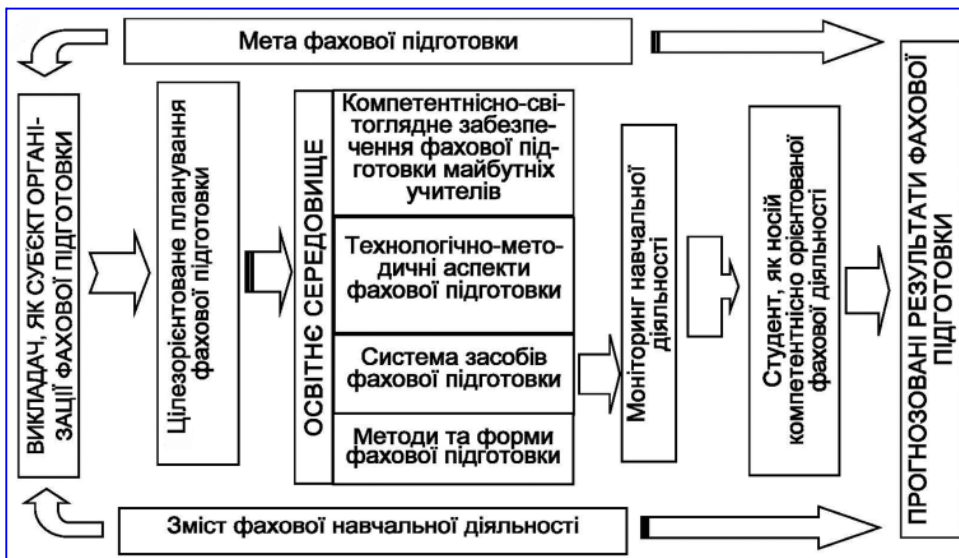 Мета фахової підготовки
ВИКЛАДАЧ, ЯК СУБ'ЄКТ ОРГАНІ-
ЗАЦІЇ ФАХОВОЇ ПІДГОТОВКИ
Цілезорієнтоване планування
фахової підготовки
ОСВІТНЄ СЕРЕДОВИЩЕ
Компетентнісно-сві-
тоглядне забезпе-
чення фахової під-
готовки майбутніх
учителів
Технологічно-мето-
дичні аспекти
фахової підготовки
Система засобів
фахової підготовки
Методи та форми
фахової підготовки
Моніторинг навчальної
діяльності
Студент, як носій
компетентнісно орієнтованої
фахової діяльності
ПРОГНОЗОВАНІ РЕЗУЛЬТАТИ ФАХОВОЇ
ПІДГОТОВКИ
Зміст фахової навчальної діяльності